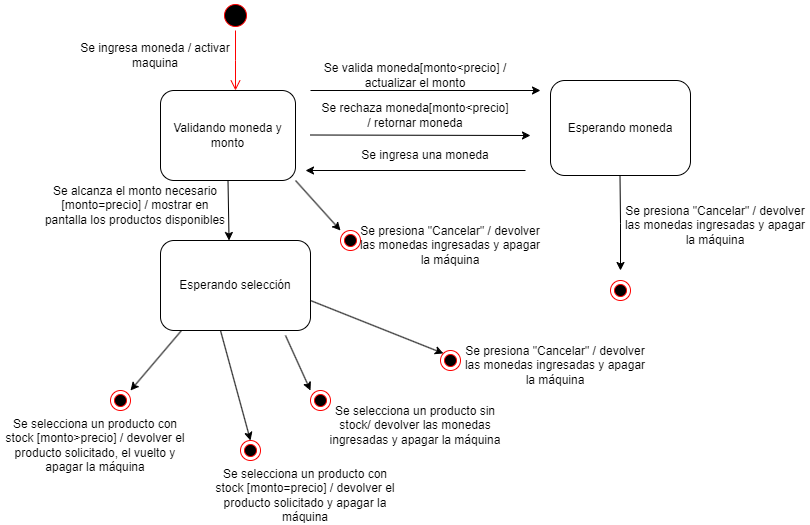 Se ingresa moneda / activar
maquina
Se valida moneda[monto<precio] /
actualizar el monto
Se rechaza moneda[monto<precio]
/ retornar moneda
Validando moneda y
monto
Esperando moneda
Se ingresa una moneda
Se alcanza el monto necesario
[monto=precio] / mostrar en
pantalla los productos disponibles
Se presiona "Cancelar" / devolver
las monedas ingresadas y apagar
la máquina
Se presiona "Cancelar" / devolver
las monedas ingresadas y apagar
la máquina
Esperando selección
Se presiona "Cancelar" / devolver
las monedas ingresadas y apagar
la máquina
Se selecciona un producto con
stock [monto>precio] / devolver el
producto solicitado, el vuelto y
apagar la máquina
Se selecciona un producto sin
stock/ devolver las monedas
ingresadas y apagar la máquina
Se selecciona un producto con
stock [monto=precio] / devolver el
producto solicitado y apagar la
máquina